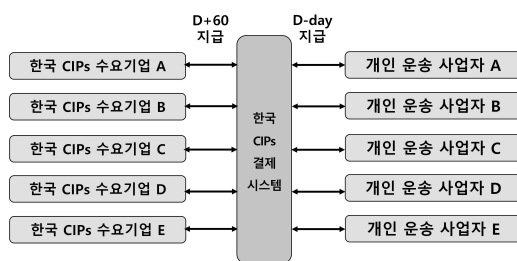 D+60
지급
D-day
지급
한국 CIPs 수요기업 A
한국 CIPs 수요기업 B
한국 CIPs 수요기업 C
한국 CIPs 수요기업 D
한국 CIPs 수요기업 E
한국
CIPs
결제
시스템
개인 운송 사업자 A
개인 운송 사업자 B
개인 운송 사업자 C
개인 운송 사업자 D
개인 운송 사업자 E